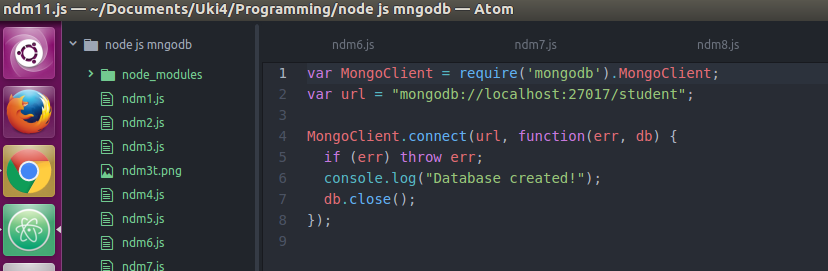 ndm11.js — ~/Documents/Uki4/Programming/node js mngodb — Atom
node js mngodb
node_modules
ndm1.js
ndm2.js
ndm3.js
ndm3t.png
ndm4.js
ndm5.js
ndm6.js
ndm7.js
ndm6.js ndm7.js ndm8.js
1 var MongoClient = require('mongodb').MongoClient;
2 var url = "mongodb://localhost:27017/student";
3
4 MongoClient.connect(url, function(err, db) {
5 if (err) throw err;
6 console.log("Database created!");
7 db.close();
8 });
9